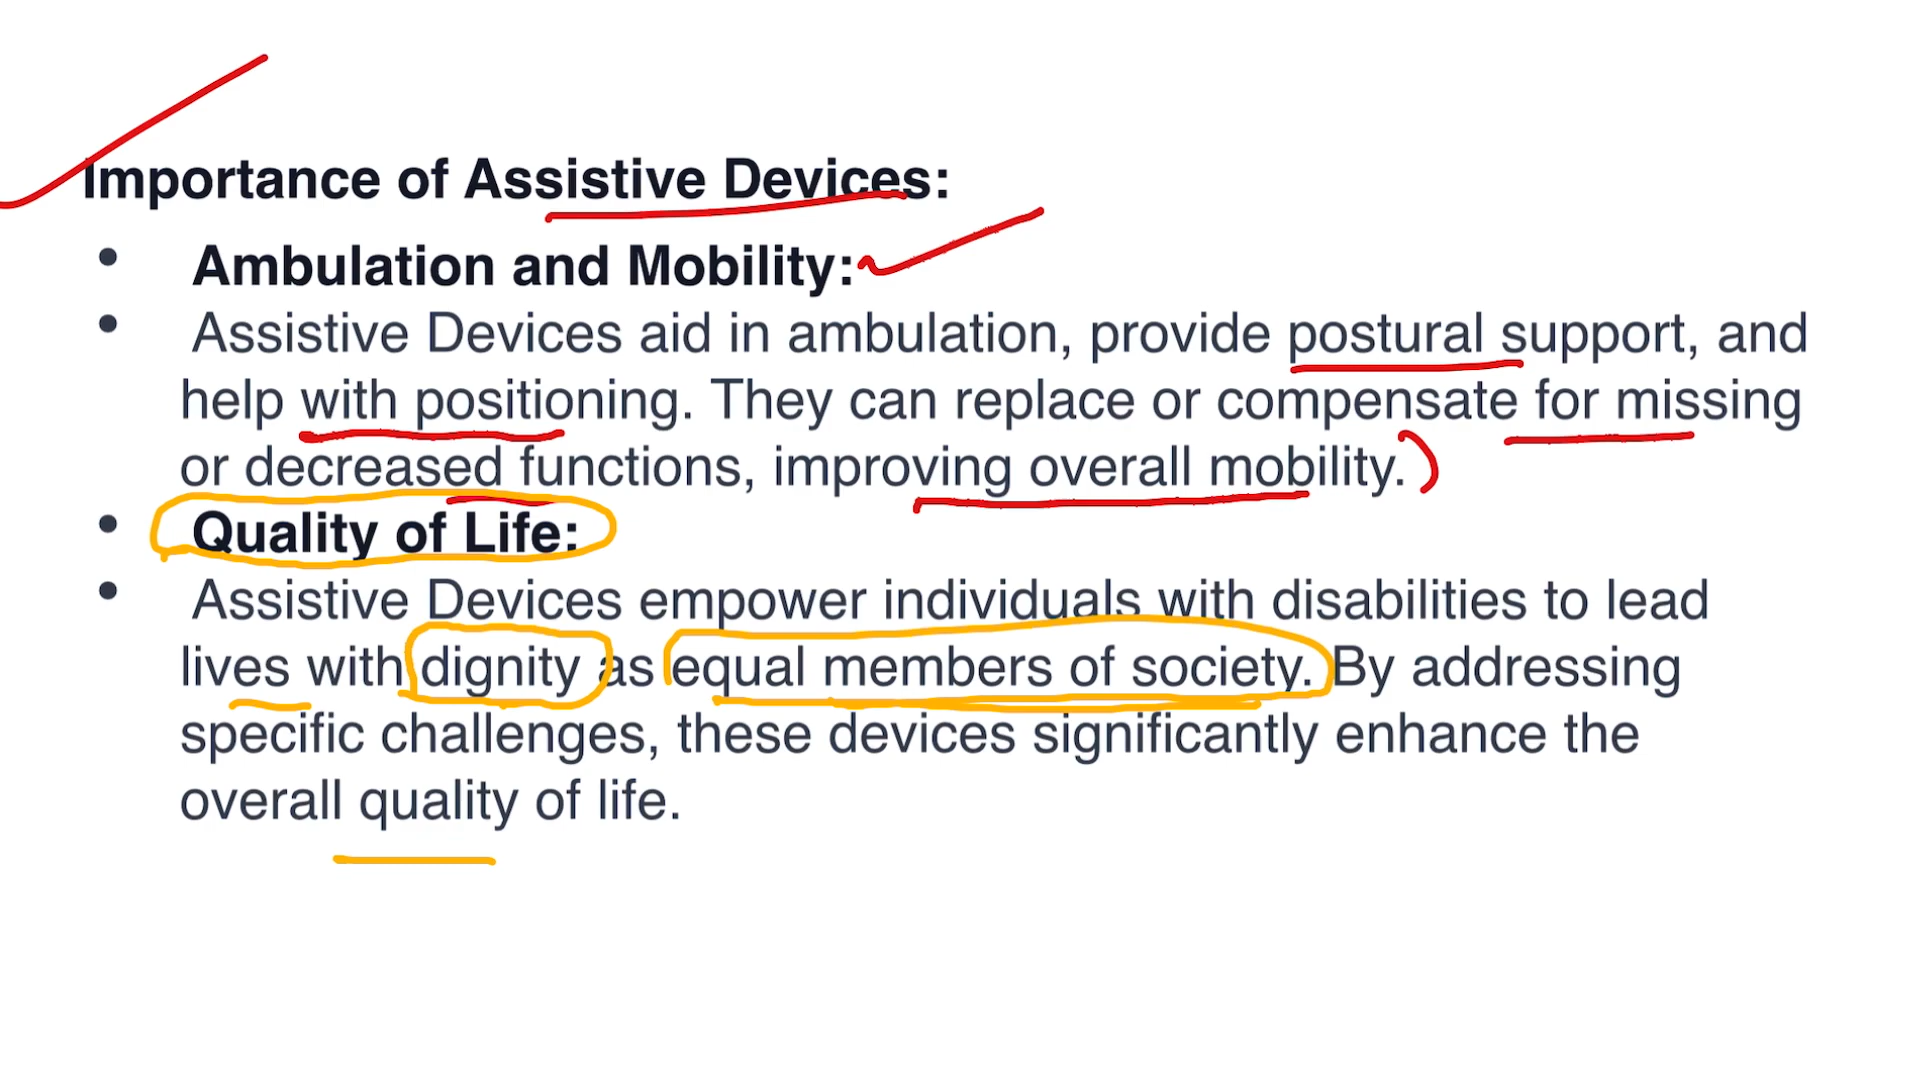 Importance of Assistive Devices:
• Ambulation and Mobility:
• Assistive Devices aid in ambulation, provide postural support, and
help with positioning. They can replace or compensate for missing
or decreased functions, improving overall mobility.
• Quality of Life:
• Assistive Devices empower individuals with disabilities to lead
lives with dignity as equal members of society. By addressing
specific challenges, these devices significantly enhance the
overall quality of life.